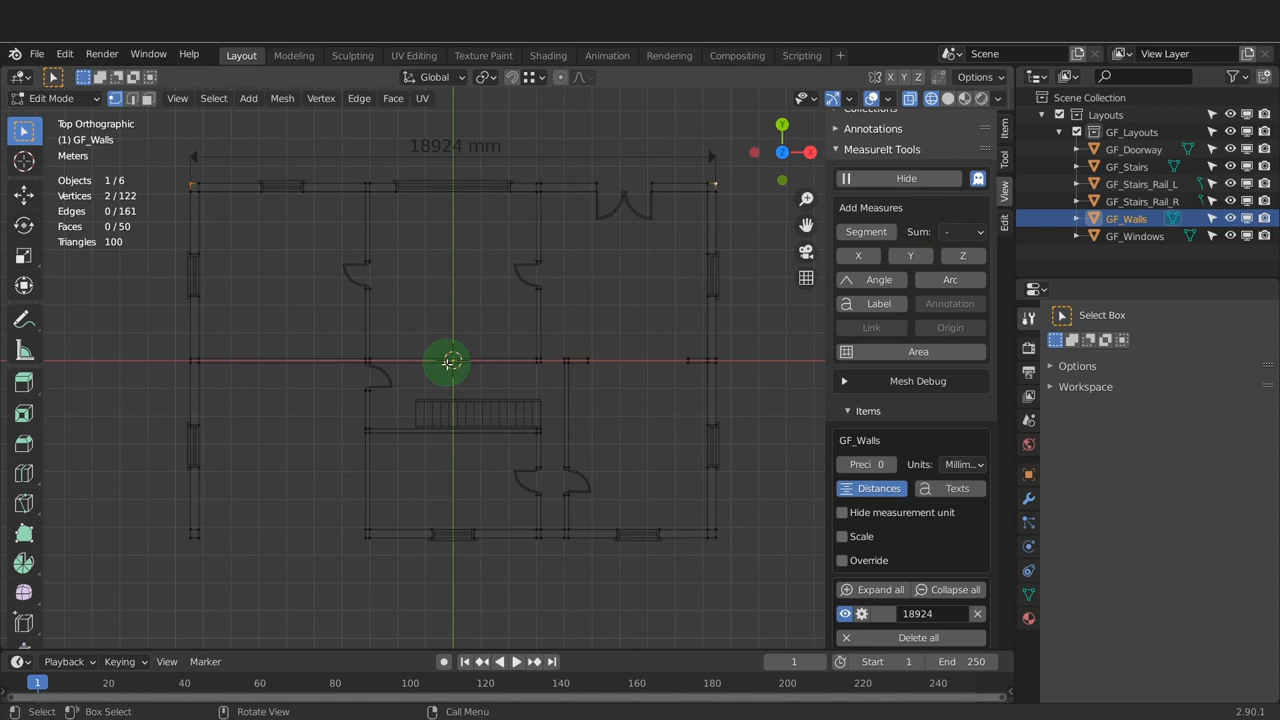 File Edit Render Window Help Layout Modeling Sculpting UV Editing Texture Paint Shading Animation Rendering Compositing Scripting + Scene View Layer
Global X Y Z Options
Edit Mode View Select Add Mesh Vertex Edge Face UV
Top Orthographic
(1) GF_Walls
Meters
Objects 1 / 6
Vertices 2 / 122
Edges 0 / 161
Faces 0 / 50
Triangles 100
18924 mm
Y
Z X
Item
Tool
View
Edit
Annotations
MeasureIt Tools
Hide
Add Measures
Segment Sum: -
X Y Z
Angle Arc
Label Annotation
Link Origin
Area
Mesh Debug
Items
GF_Walls
Preci 0 Units: Millim...
Distances Texts
Hide measurement unit
Scale
Override
Expand all Collapse all
18924
Delete all
Scene Collection
Layouts
GF_Layouts
GF_Doorway
GF_Stairs
GF_Stairs_Rail_L
GF_Stairs_Rail_R
GF_Walls
GF_Windows
Select Box
Options
Workspace
Playback Keying View Marker 1 Start 1 End 250
1 20 40 60 80 100 120 140 160 180 200 220 240
Select Box Select Rotate View Call Menu 2.90.1